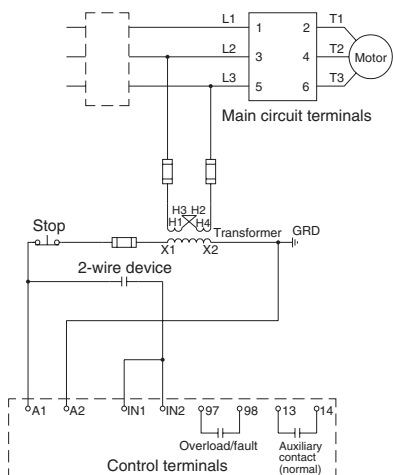 L1 T1
1 2
L2 T2
3 4 Motor
L3 T3
5 6
Main circuit terminals
H3 H2
H1 H4
Stop Transformer GRD
X1 X2
2-wire device
A1 A2 IN1 IN2 97 98 13 14
Overload/fault Auxiliary
contact
(normal)
Control terminals